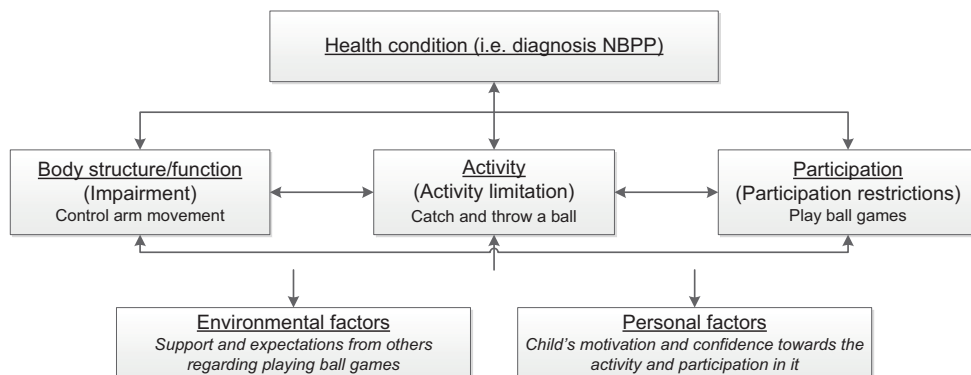 Health condition (i.e. diagnosis NBPP)
Body structure/function
(Impairment)
Control arm movement
Activity
(Activity limitation)
Catch and throw a ball
Participation
(Participation restrictions)
Play ball games
Environmental factors
Support and expectations from others
regarding playing ball games
Personal factors
Child's motivation and confidence towards the
activity and participation in it